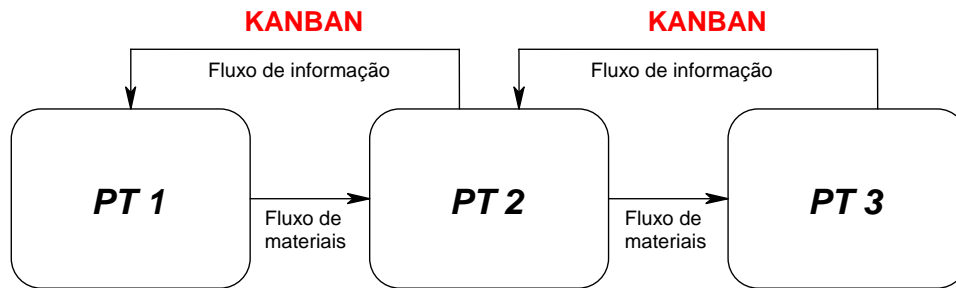 KANBAN
KANBAN
Fluxo de informação
Fluxo de informação
PT 1
PT 2
PT 3
Fluxo de
materiais
Fluxo de
materiais